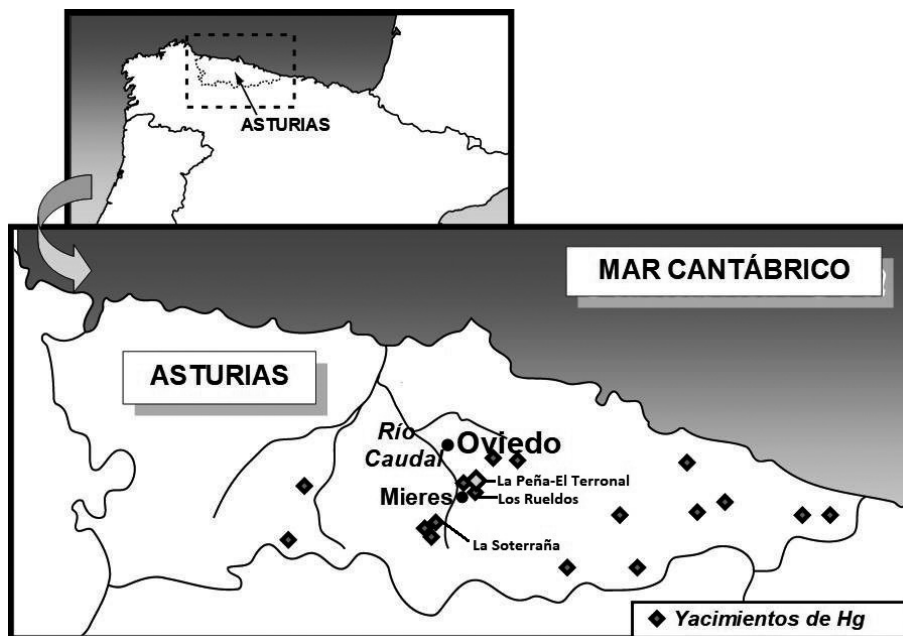 ASTURIAS
MAR CANTÁBRICO
ASTURIAS
Río
Caudal
Oviedo
La Peña-El Terronal
Mieres
Los Rueldos
La Soterraña
Yacimientos de Hg